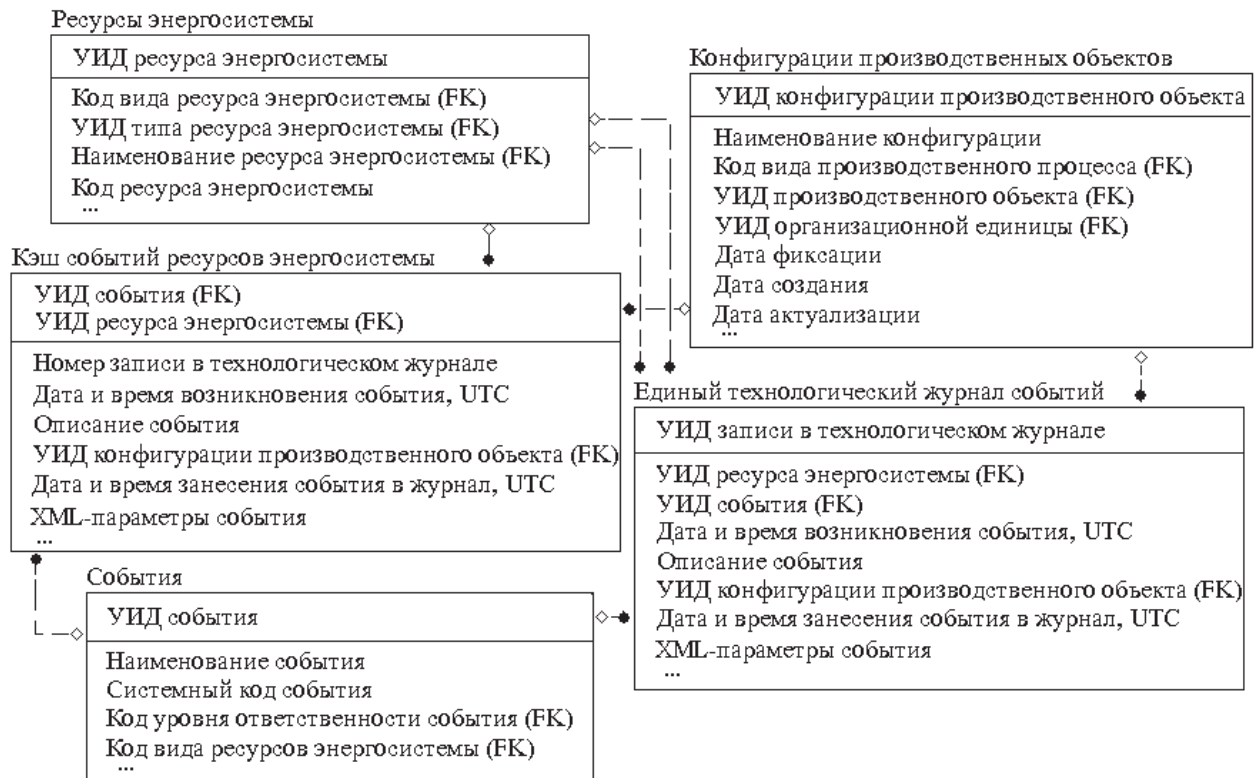 Ресурсы энергосистемы
УИД ресурса энергосистемы
Код вида ресурса энергосистемы (FK)
УИД типа ресурса энергосистемы (FK)
Наименование ресурса энергосистемы (FK)
Код ресурса энергосистемы
...
Конфигурации производственных объектов
УИД конфигурации производственного объекта
Наименование конфигурации
Код вида производственного процесса (FK)
УИД производственного объекта (FK)
УИД организационной единицы (FK)
Дата фиксации
Дата создания
Дата актуализации
...
Кэш событий ресурсов энергосистемы
УИД события (FK)
УИД ресурса энергосистемы (FK)
Номер записи в технологическом журнале
Дата и время возникновения события, UTC
Описание события
УИД конфигурации производственного объекта (FK)
Дата и время занесения события в журнал, UTC
XML-параметры события
...
Единый технологический журнал событий
УИД записи в технологическом журнале
УИД ресурса энергосистемы (FK)
УИД события (FK)
Дата и время возникновения события, UTC
Описание события
УИД конфигурации производственного объекта (FK)
Дата и время занесения события в журнал, UTC
XML-параметры события
...
События
УИД события
Наименование события
Системный код события
Код уровня ответственности события (FK)
Код вида ресурсов энергосистемы (FK)
...